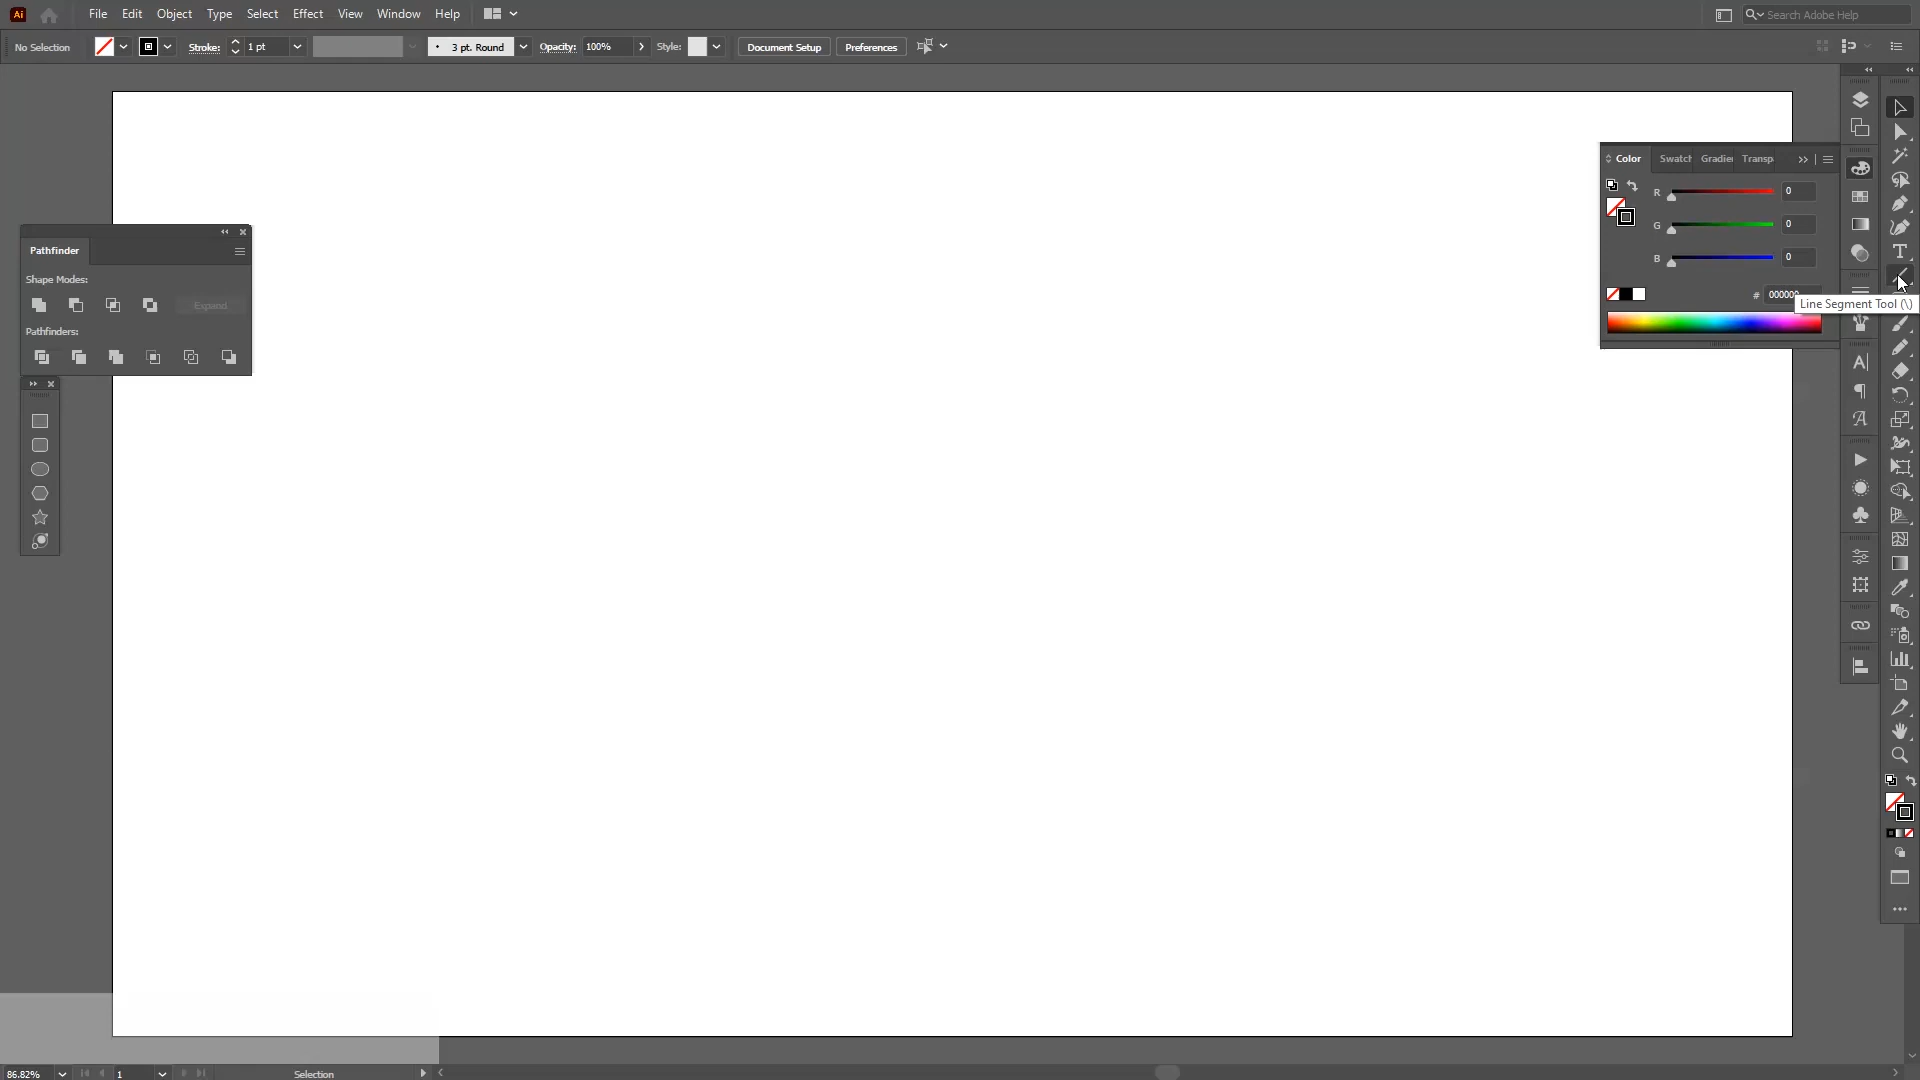 Ai File Edit Object Type Select Effect View Window Help Search Adobe Help
No Selection Stroke: 1 pt 3 pt. Round Opacity: 100% Style: Document Setup Preferences
Color Swatch Gradie Transp
R 0
G 0
B 0
# 000000
Line Segment Tool (\)
Pathfinder
Shape Modes:
Expand
Pathfinders:
86.82% 1 Selection